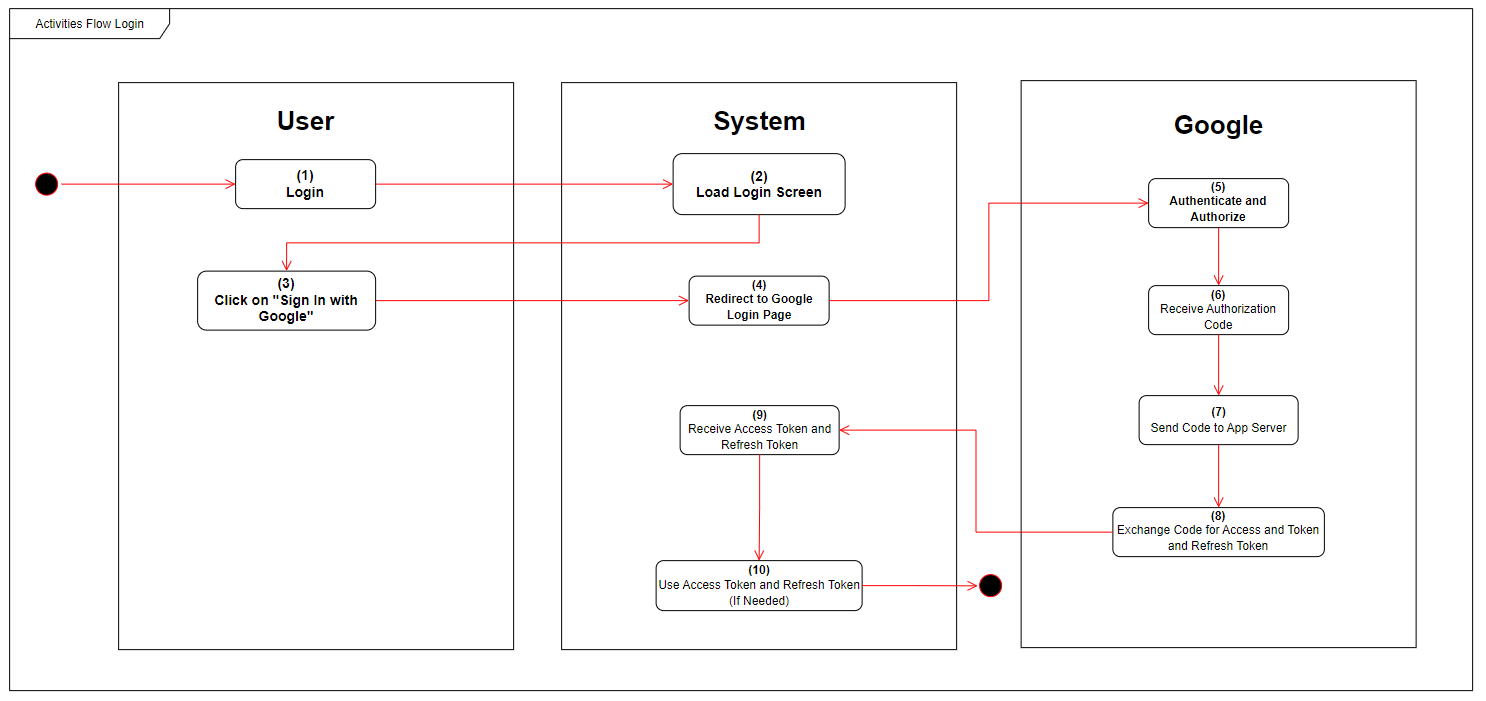 Activities Flow Login
User
System
Google
(1)
Login
(2)
Load Login Screen
(3)
Click on "Sign In with
Google"
(4)
Redirect to Google
Login Page
(5)
Authenticate and
Authorize
(6)
Receive Authorization
Code
(7)
Send Code to App Server
(8)
Exchange Code for Access and Token
and Refresh Token
(9)
Receive Access Token and
Refresh Token
(10)
Use Access Token and Refresh Token
(If Needed)